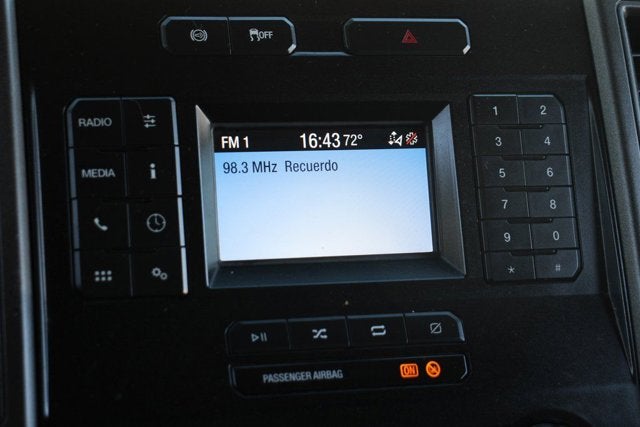 OFF
RADIO
MEDIA
FM 1 16:43 72°
98.3 MHz Recuerdo
1 2
3 4
5 6
7 8
9 0
* #
PASSENGER AIRBAG ON